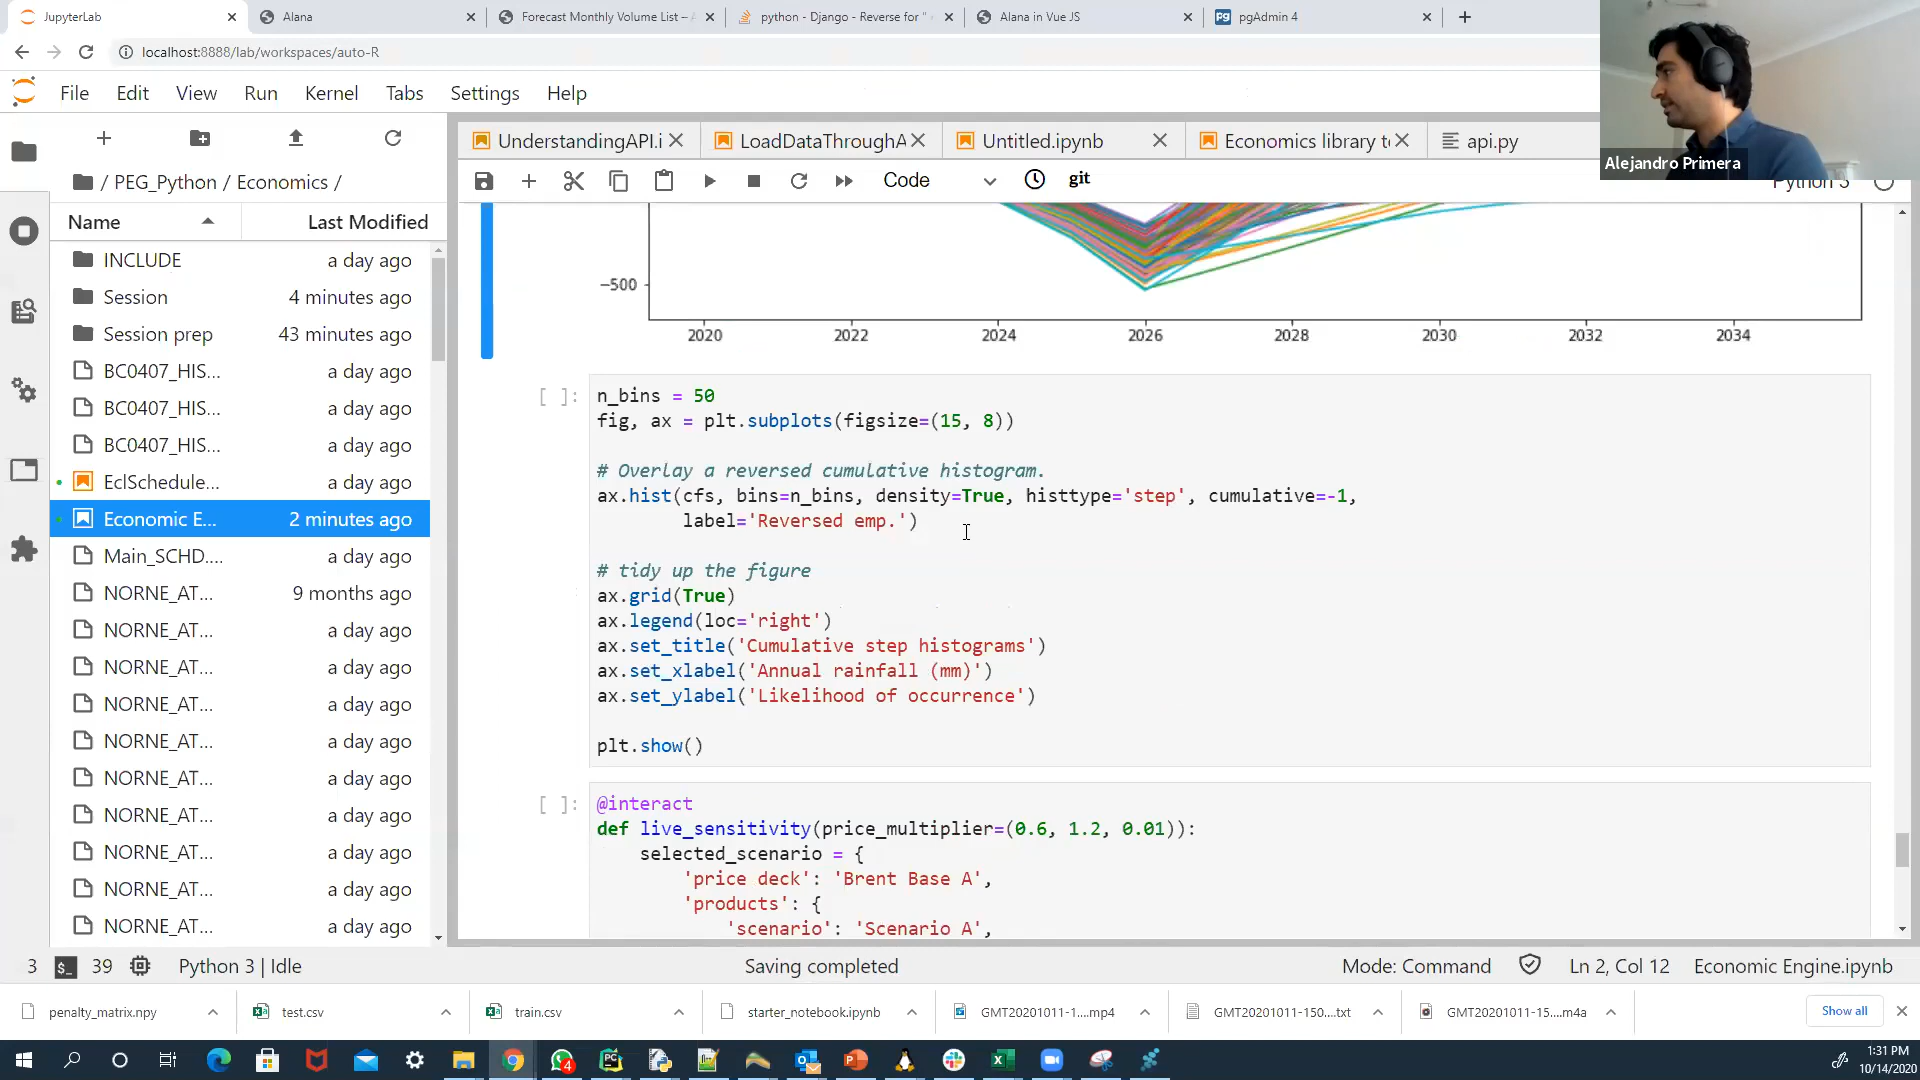 JupyterLab
Alana
Forecast Monthly Volume List –
python - Django - Reverse for "
Alana in Vue JS
pgAdmin 4
localhost:8888/lab/workspaces/auto-R
File Edit View Run Kernel Tabs Settings Help
Alejandro Primera
UnderstandingAPI.i
LoadDataThroughA
Untitled.ipynb
Economics library t
api.py
/ PEG_Python / Economics /
Code
git
Python 3
Name Last Modified
INCLUDE a day ago
Session 4 minutes ago
Session prep 43 minutes ago
BC0407_HIS... a day ago
BC0407_HIS... a day ago
BC0407_HIS... a day ago
EclSchedule... a day ago
Economic E... 2 minutes ago
Main_SCHD.... a day ago
NORNE_AT... 9 months ago
NORNE_AT... a day ago
NORNE_AT... a day ago
NORNE_AT... a day ago
NORNE_AT... a day ago
NORNE_AT... a day ago
NORNE_AT... a day ago
NORNE_AT... a day ago
NORNE_AT... a day ago
NORNE_AT... a day ago
−500
2020 2022 2024 2026 2028 2030 2032 2034
[ ]:
n_bins = 50
fig, ax = plt.subplots(figsize=(15, 8))
# Overlay a reversed cumulative histogram.
ax.hist(cfs, bins=n_bins, density=True, histtype='step', cumulative=-1,
label='Reversed emp.')
# tidy up the figure
ax.grid(True)
ax.legend(loc='right')
ax.set_title('Cumulative step histograms')
ax.set_xlabel('Annual rainfall (mm)')
ax.set_ylabel('Likelihood of occurrence')
plt.show()
[ ]:
@interact
def live_sensitivity(price_multiplier=(0.6, 1.2, 0.01)):
selected_scenario = {
'price deck': 'Brent Base A',
'products': {
'scenario': 'Scenario A',
3 $_ 39 Python 3 | Idle Saving completed Mode: Command Ln 2, Col 12 Economic Engine.ipynb
penalty_matrix.npy
test.csv
train.csv
starter_notebook.ipynb
GMT20201011-1....mp4
GMT20201011-150....txt
GMT20201011-15....m4a
Show all
4
1:31 PM
10/14/2020